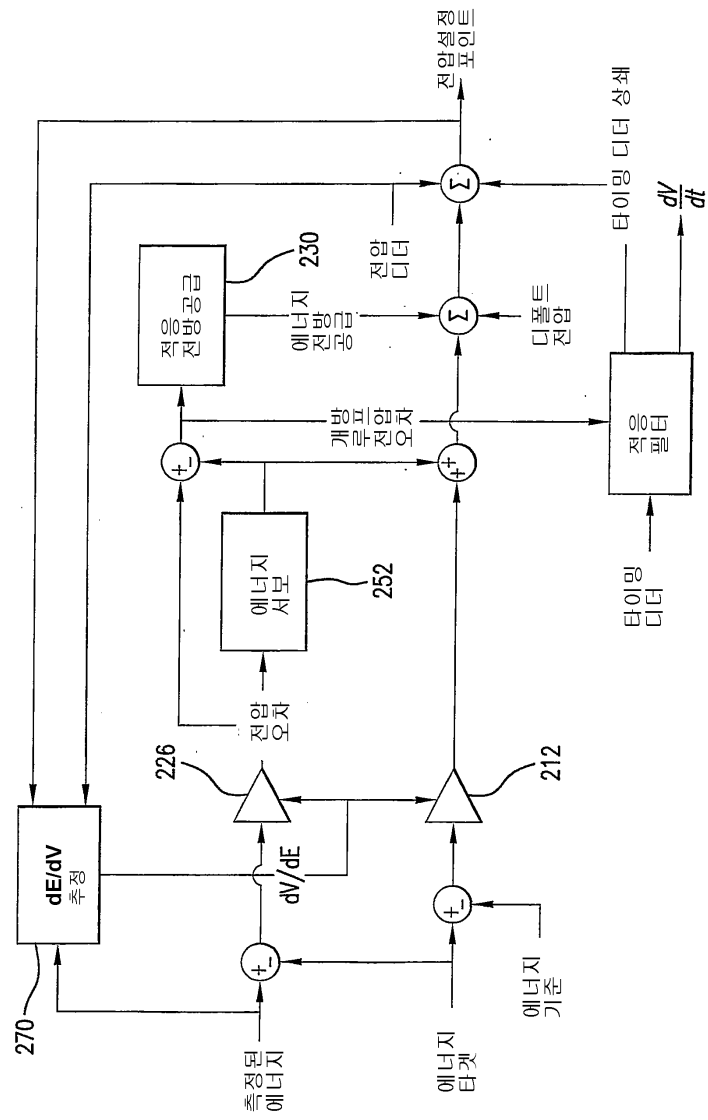 270
dE/dV
추정
측정된
에너지
에너지
타겟
에너지
기준
dV/dE
226
212
전압
오차
에너지
서보
252
적응
전방
공급
230
에너지
전방
공급
개방
루프
전압
오차
전압
디더
디폴트
전압
전압설정
포인트
타이밍
디더
적응
필터
타이밍 디더 상쇄
dV
dt
+
-
+
-
+
-
+
+
Σ
Σ